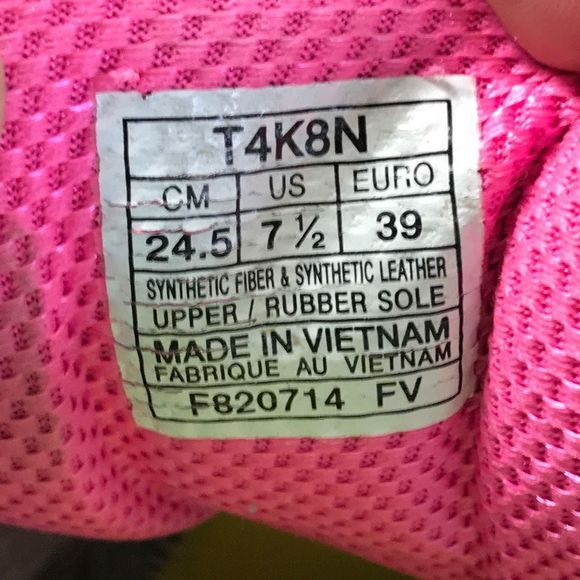 T4K8N
CM US EURO
24.5 7 ½ 39
SYNTHETIC FIBER & SYNTHETIC LEATHER
UPPER / RUBBER SOLE
MADE IN VIETNAM
FABRIQUE AU VIETNAM
F820714 FV